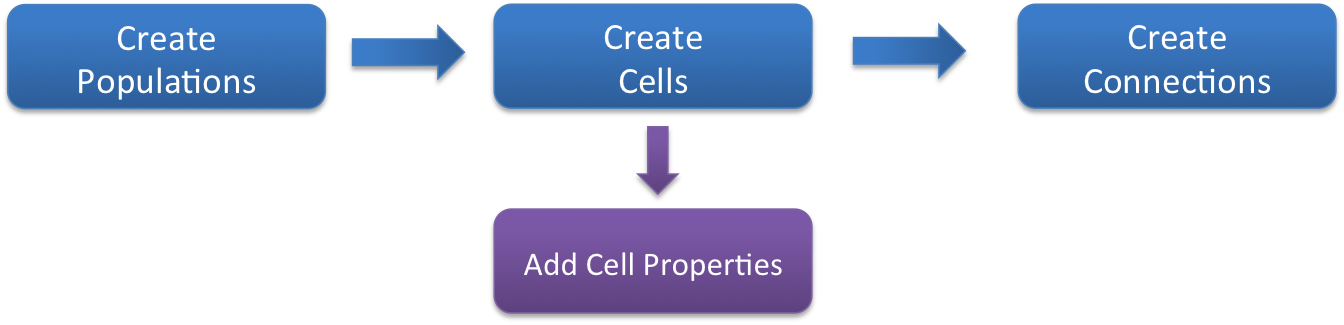 Create
Populations
Create
Cells
Create
Connections
Add Cell Properties